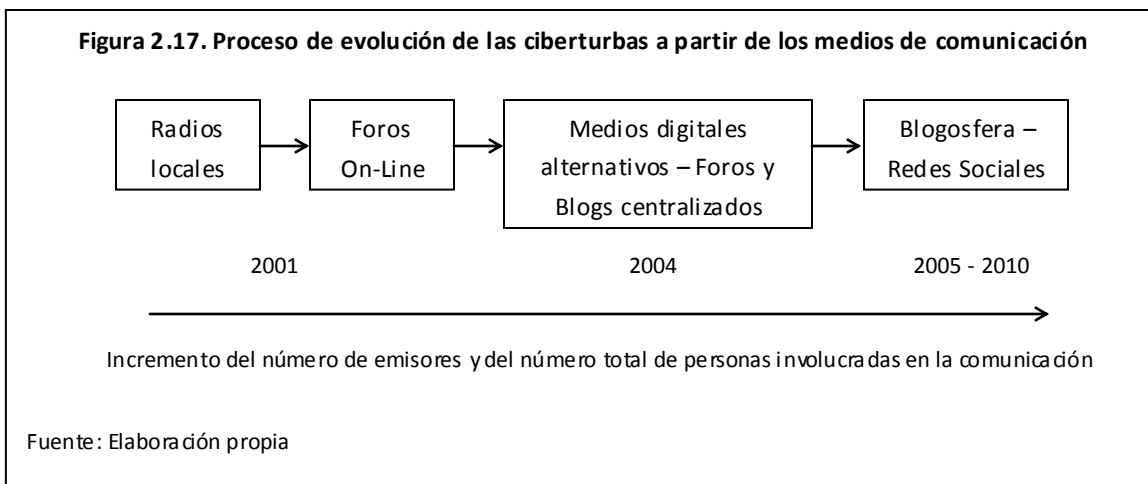 Figura 2.17. Proceso de evolución de las ciberturbas a partir de los medios de comunicación
Radios
locales
Foros
On-Line
Medios digitales
alternativos – Foros y
Blogs centralizados
Blogosfera –
Redes Sociales
2001
2004
2005 - 2010
Incremento del número de emisores y del número total de personas involucradas en la comunicación
Fuente: Elaboración propia